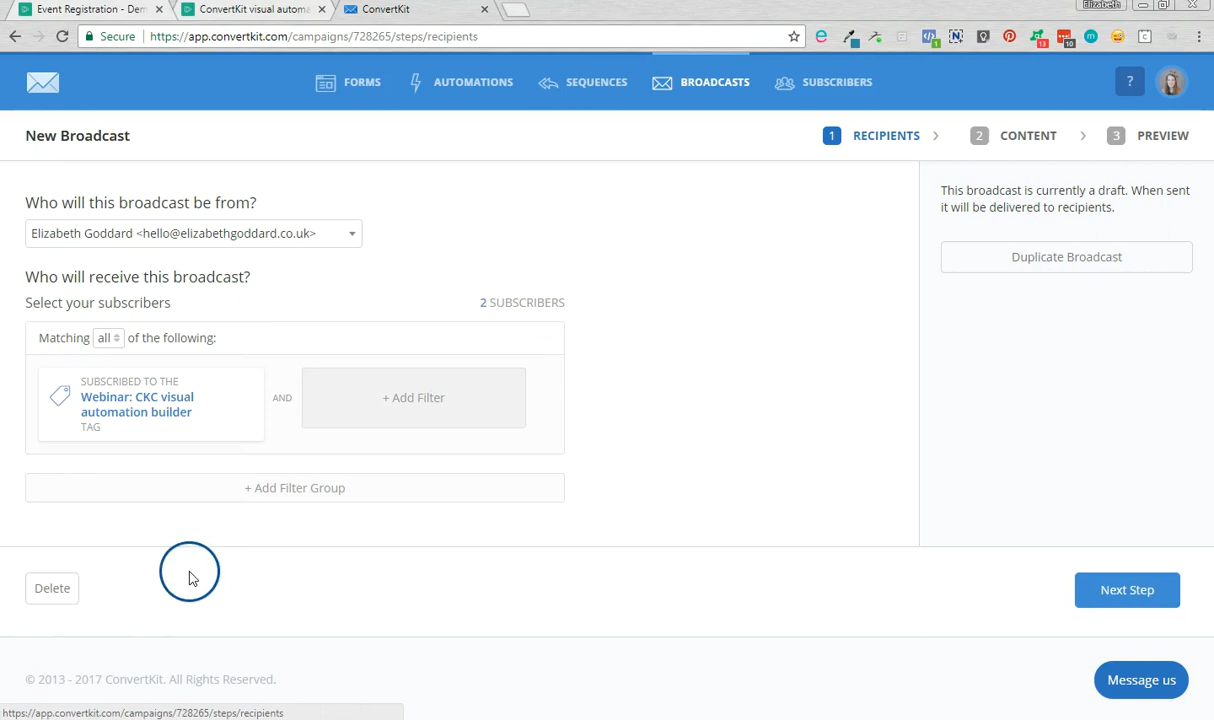 Event Registration - Dem
ConvertKit visual autom
ConvertKit
Elizabeth
Secure
https://app.convertkit.com/campaigns/728265/steps/recipients
1
13
10
FORMS
AUTOMATIONS
SEQUENCES
BROADCASTS
SUBSCRIBERS
?
New Broadcast
1 RECIPIENTS
2 CONTENT
3 PREVIEW
Who will this broadcast be from?
Elizabeth Goddard <hello@elizabethgoddard.co.uk>
Who will receive this broadcast?
Select your subscribers
2 SUBSCRIBERS
Matching all of the following:
SUBSCRIBED TO THE
Webinar: CKC visual
automation builder
TAG
AND
+ Add Filter
+ Add Filter Group
This broadcast is currently a draft. When sent
it will be delivered to recipients.
Duplicate Broadcast
Delete
Next Step
© 2013 - 2017 ConvertKit. All Rights Reserved.
Message us
https://app.convertkit.com/campaigns/728265/steps/recipients